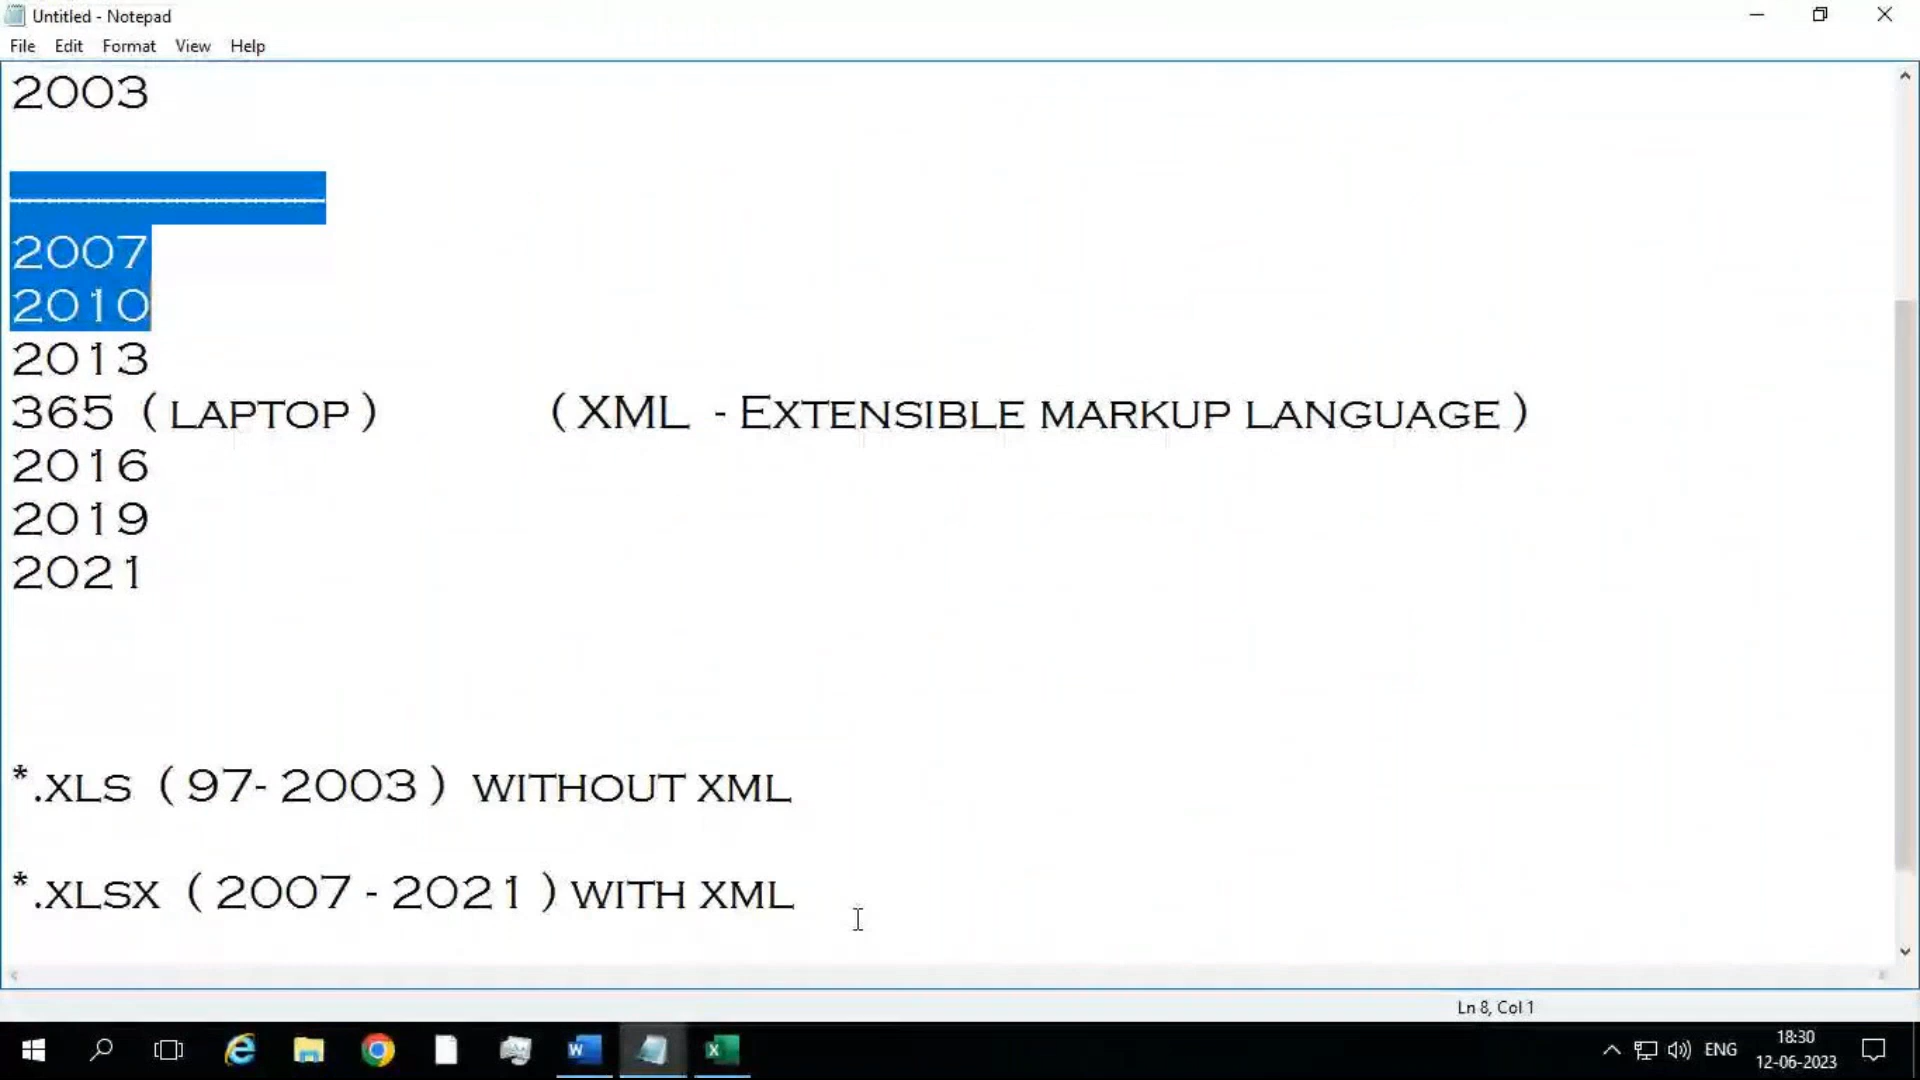 Untitled - Notepad
File Edit Format View Help
2003
2007
2010
2013
365 ( LAPTOP ) ( XML - EXTENSIBLE MARKUP LANGUAGE )
2016
2019
2021
*.XLS ( 97- 2003 ) WITHOUT XML
*.XLSX ( 2007 - 2021 ) WITH XML
Ln 8, Col 1
ENG
18:30
12-06-2023